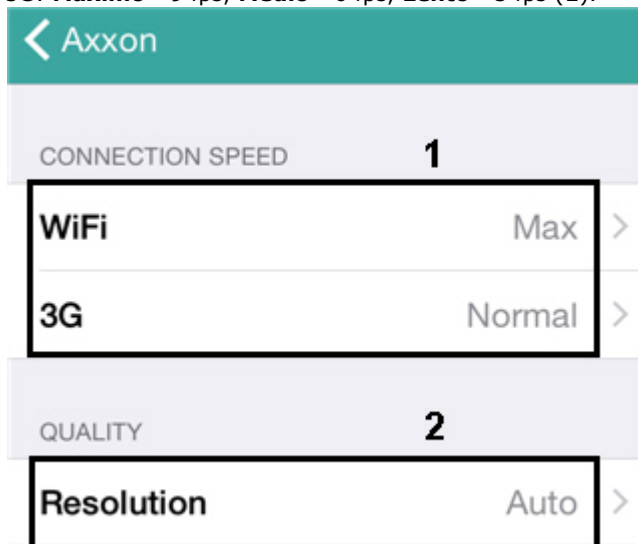 Axxon
CONNECTION SPEED 1
WiFi Max
3G Normal
QUALITY 2
Resolution Auto